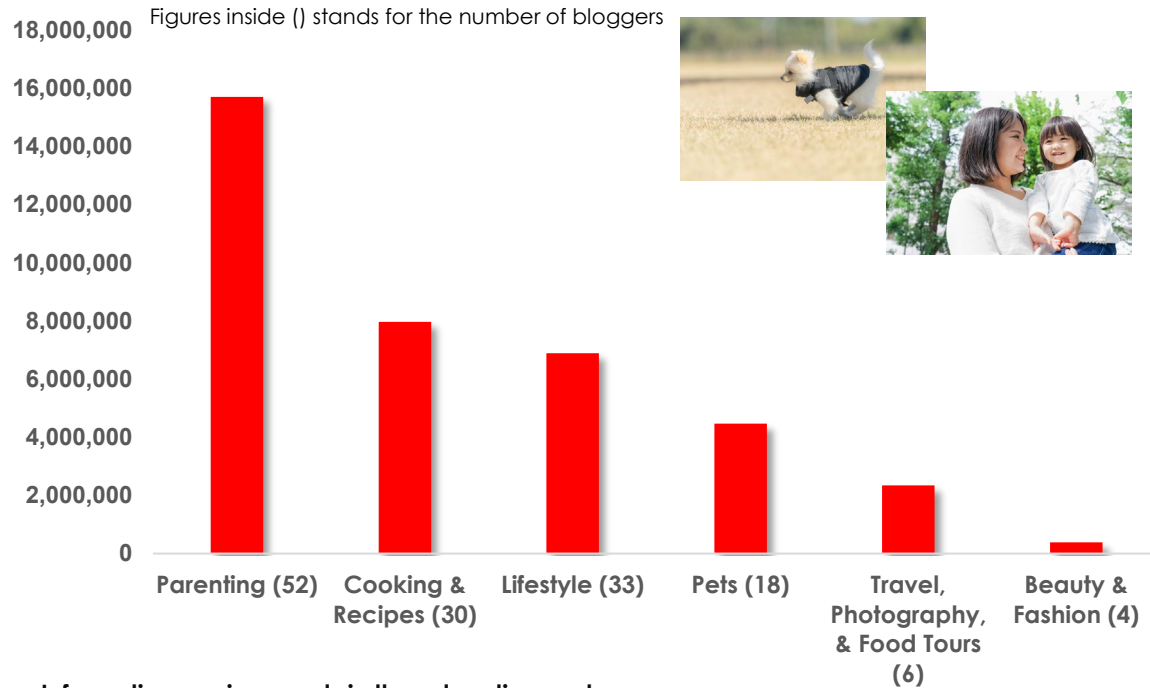 Figures inside () stands for the number of bloggers
18,000,000
16,000,000
14,000,000
12,000,000
10,000,000
8,000,000
6,000,000
4,000,000
2,000,000
0
Parenting (52)
Cooking &
Recipes (30)
Lifestyle (33)
Pets (18)
Travel,
Photography,
& Food Tours
(6)
Beauty &
Fashion (4)